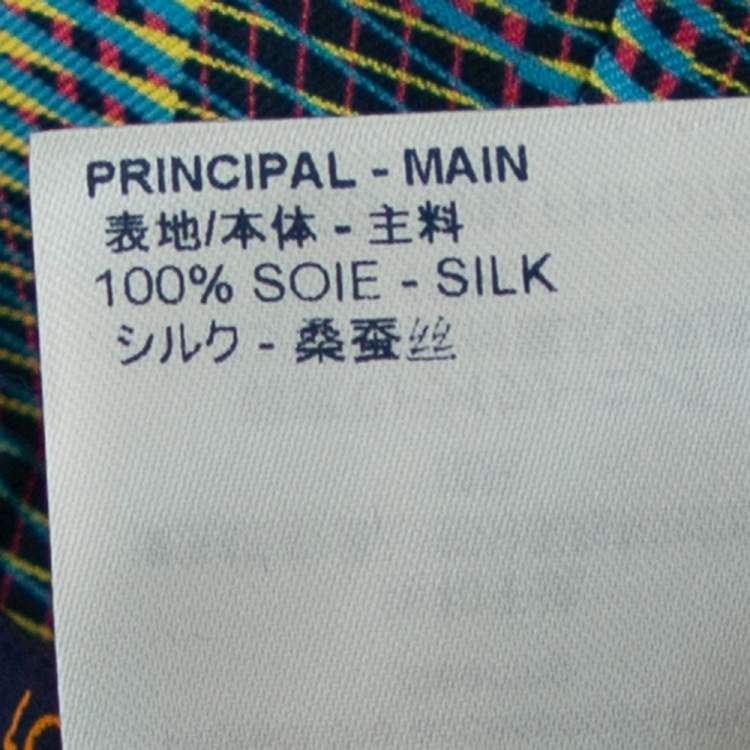 PRINCIPAL - MAIN
表地/本体 - 主料
100% SOIE - SILK
シルク - 桑蚕丝